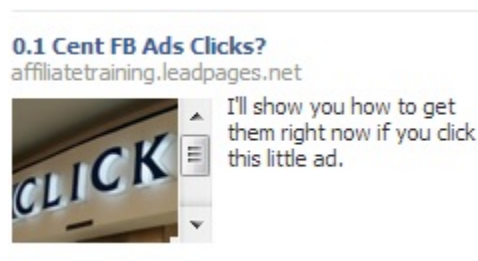 0.1 Cent FB Ads Clicks?
affiliatetraining.leadpages.net
CLICK
I'll show you how to get
them right now if you click
this little ad.